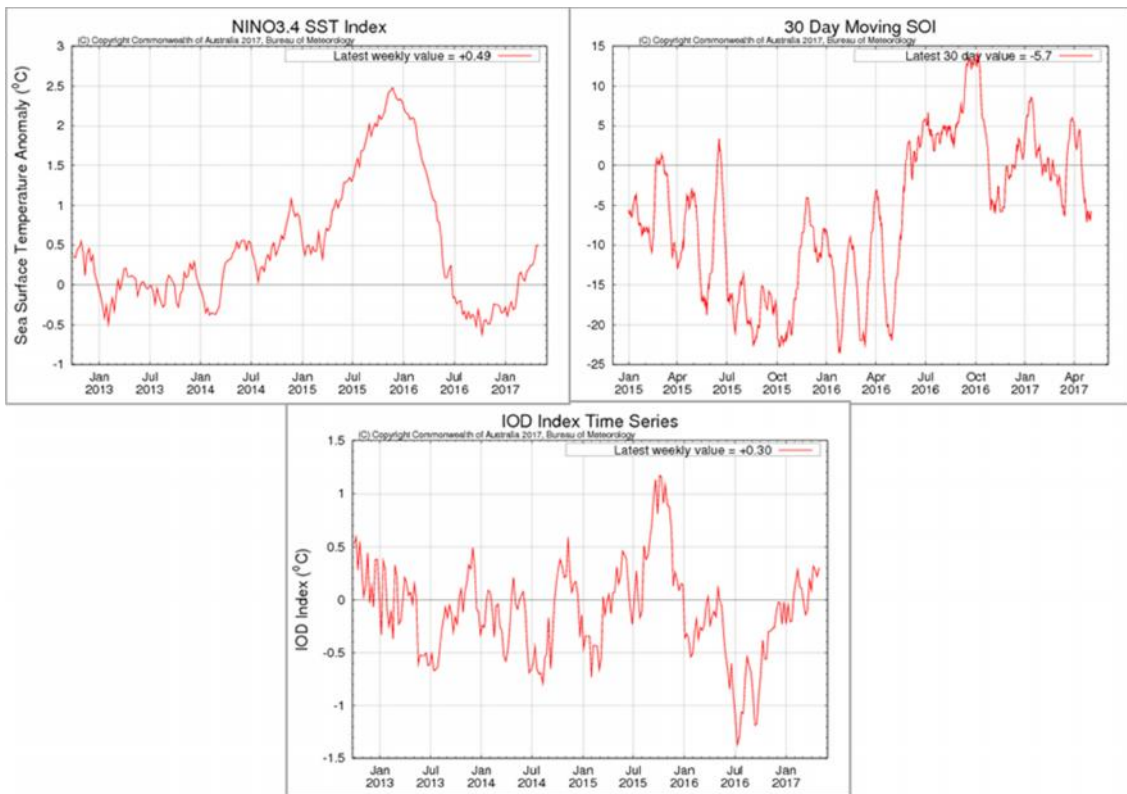 NINO3.4 SST Index
(C) Copyright Commonwealth of Australia 2017, Bureau of Meteorology
Latest weekly value = +0.49
Sea Surface Temperature Anomaly (⁰C)
3
2.5
2
1.5
1
0.5
0
-0.5
-1
Jan Jul Jan Jul Jan Jul Jan Jul Jan
2013 2013 2014 2014 2015 2015 2016 2016 2017
30 Day Moving SOI
(C) Copyright Commonwealth of Australia 2017, Bureau of Meteorology
Latest 30 day value = -5.7
15
10
5
0
-5
-10
-15
-20
-25
Jan Apr Jul Oct Jan Apr Jul Oct Jan Apr
2015 2015 2015 2015 2016 2016 2016 2016 2017 2017
IOD Index Time Series
(C) Copyright Commonwealth of Australia 2017, Bureau of Meteorology
Latest weekly value = +0.30
IOD Index (⁰C)
1.5
1
0.5
0
-0.5
-1
-1.5
Jan Jul Jan Jul Jan Jul Jan Jul Jan
2013 2013 2014 2014 2015 2015 2016 2016 2017